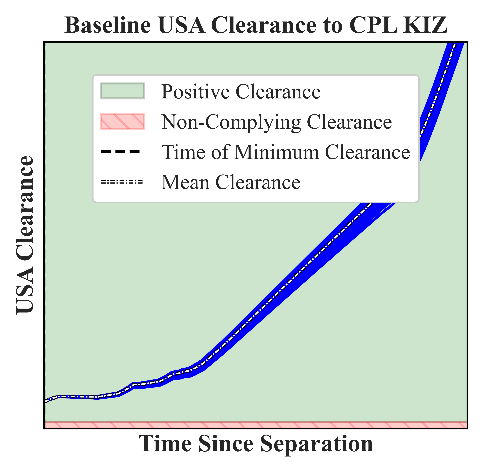 Baseline USA Clearance to CPL KIZ
Positive Clearance
Non-Complying Clearance
Time of Minimum Clearance
Mean Clearance
USA Clearance
Time Since Separation